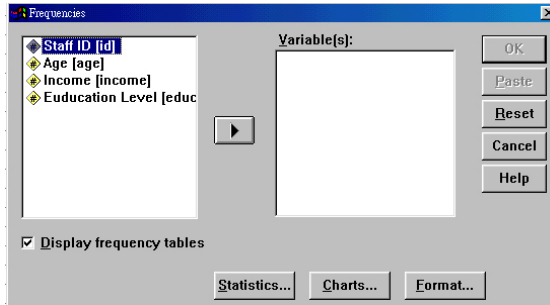 Frequencies
Staff ID [id]
Age [age]
Income [income]
Euducation Level [educ
Variable(s):
OK
Paste
Reset
Cancel
Help
Display frequency tables
Statistics...
Charts...
Format...